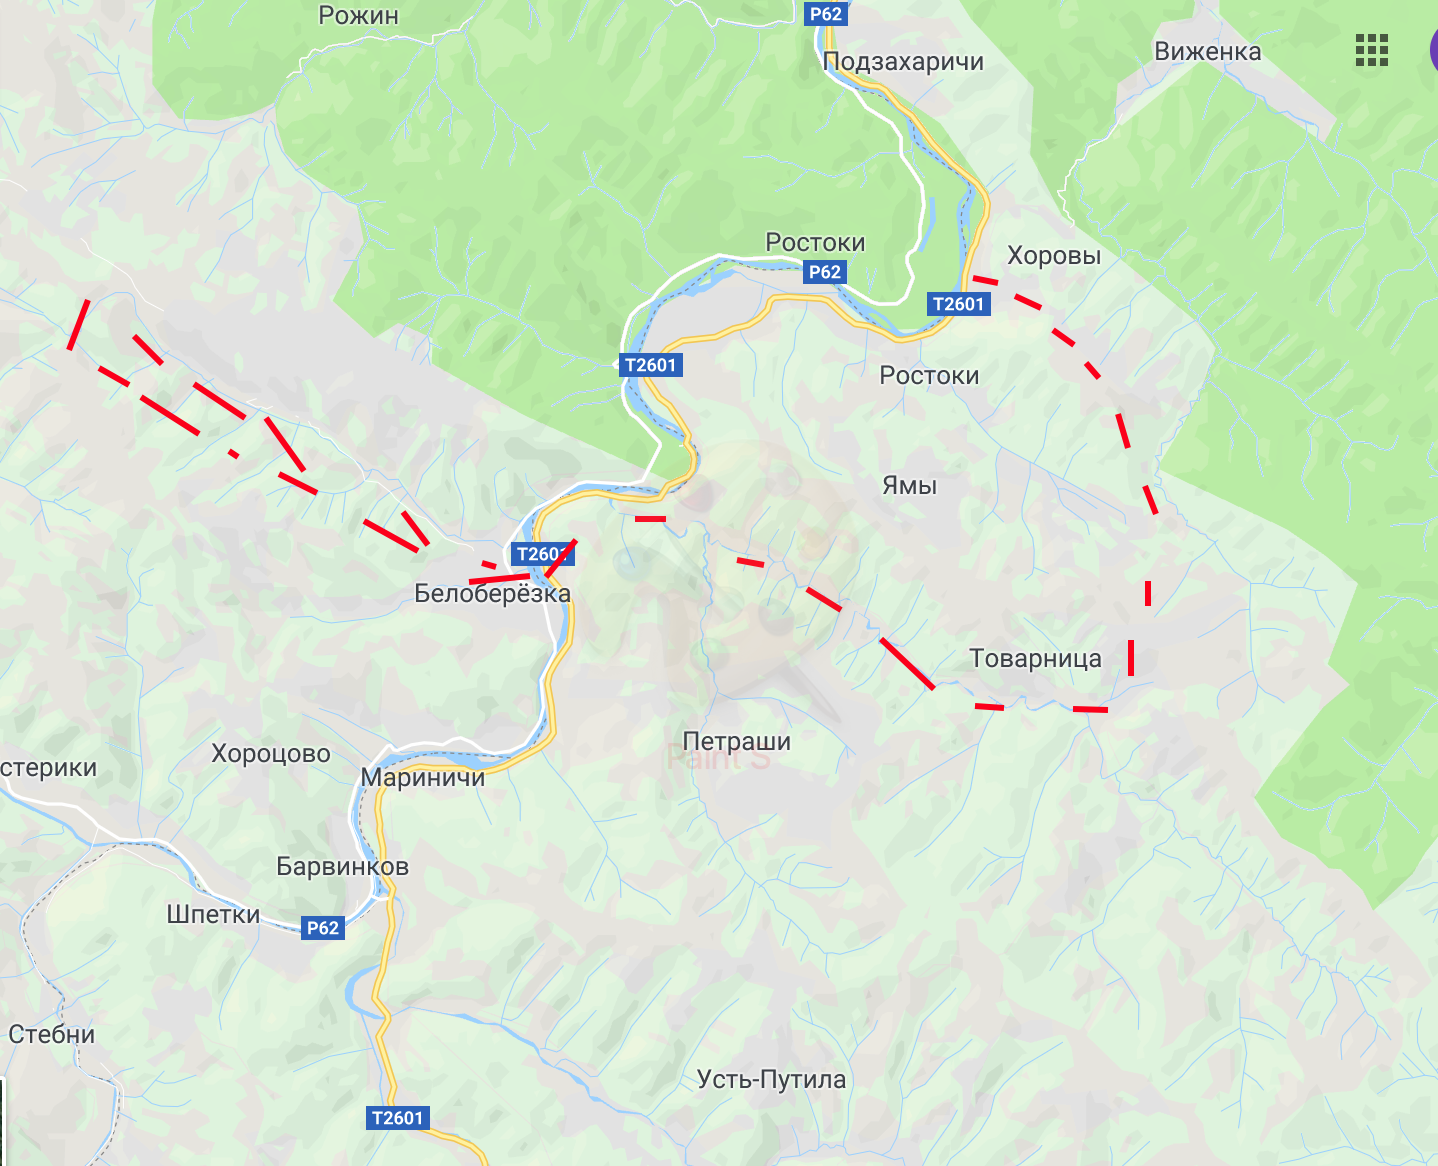 Рожин
P62
Подзахаричи
Виженка
Ростоки
P62
Хоровы
T2601
T2601
Ростоки
Ямы
T2601
Белоберёзка
Товарница
Петраши
Paint S
Хороцово
стерики
Мариничи
Барвинков
Шпетки
P62
Стебни
Усть-Путила
T2601